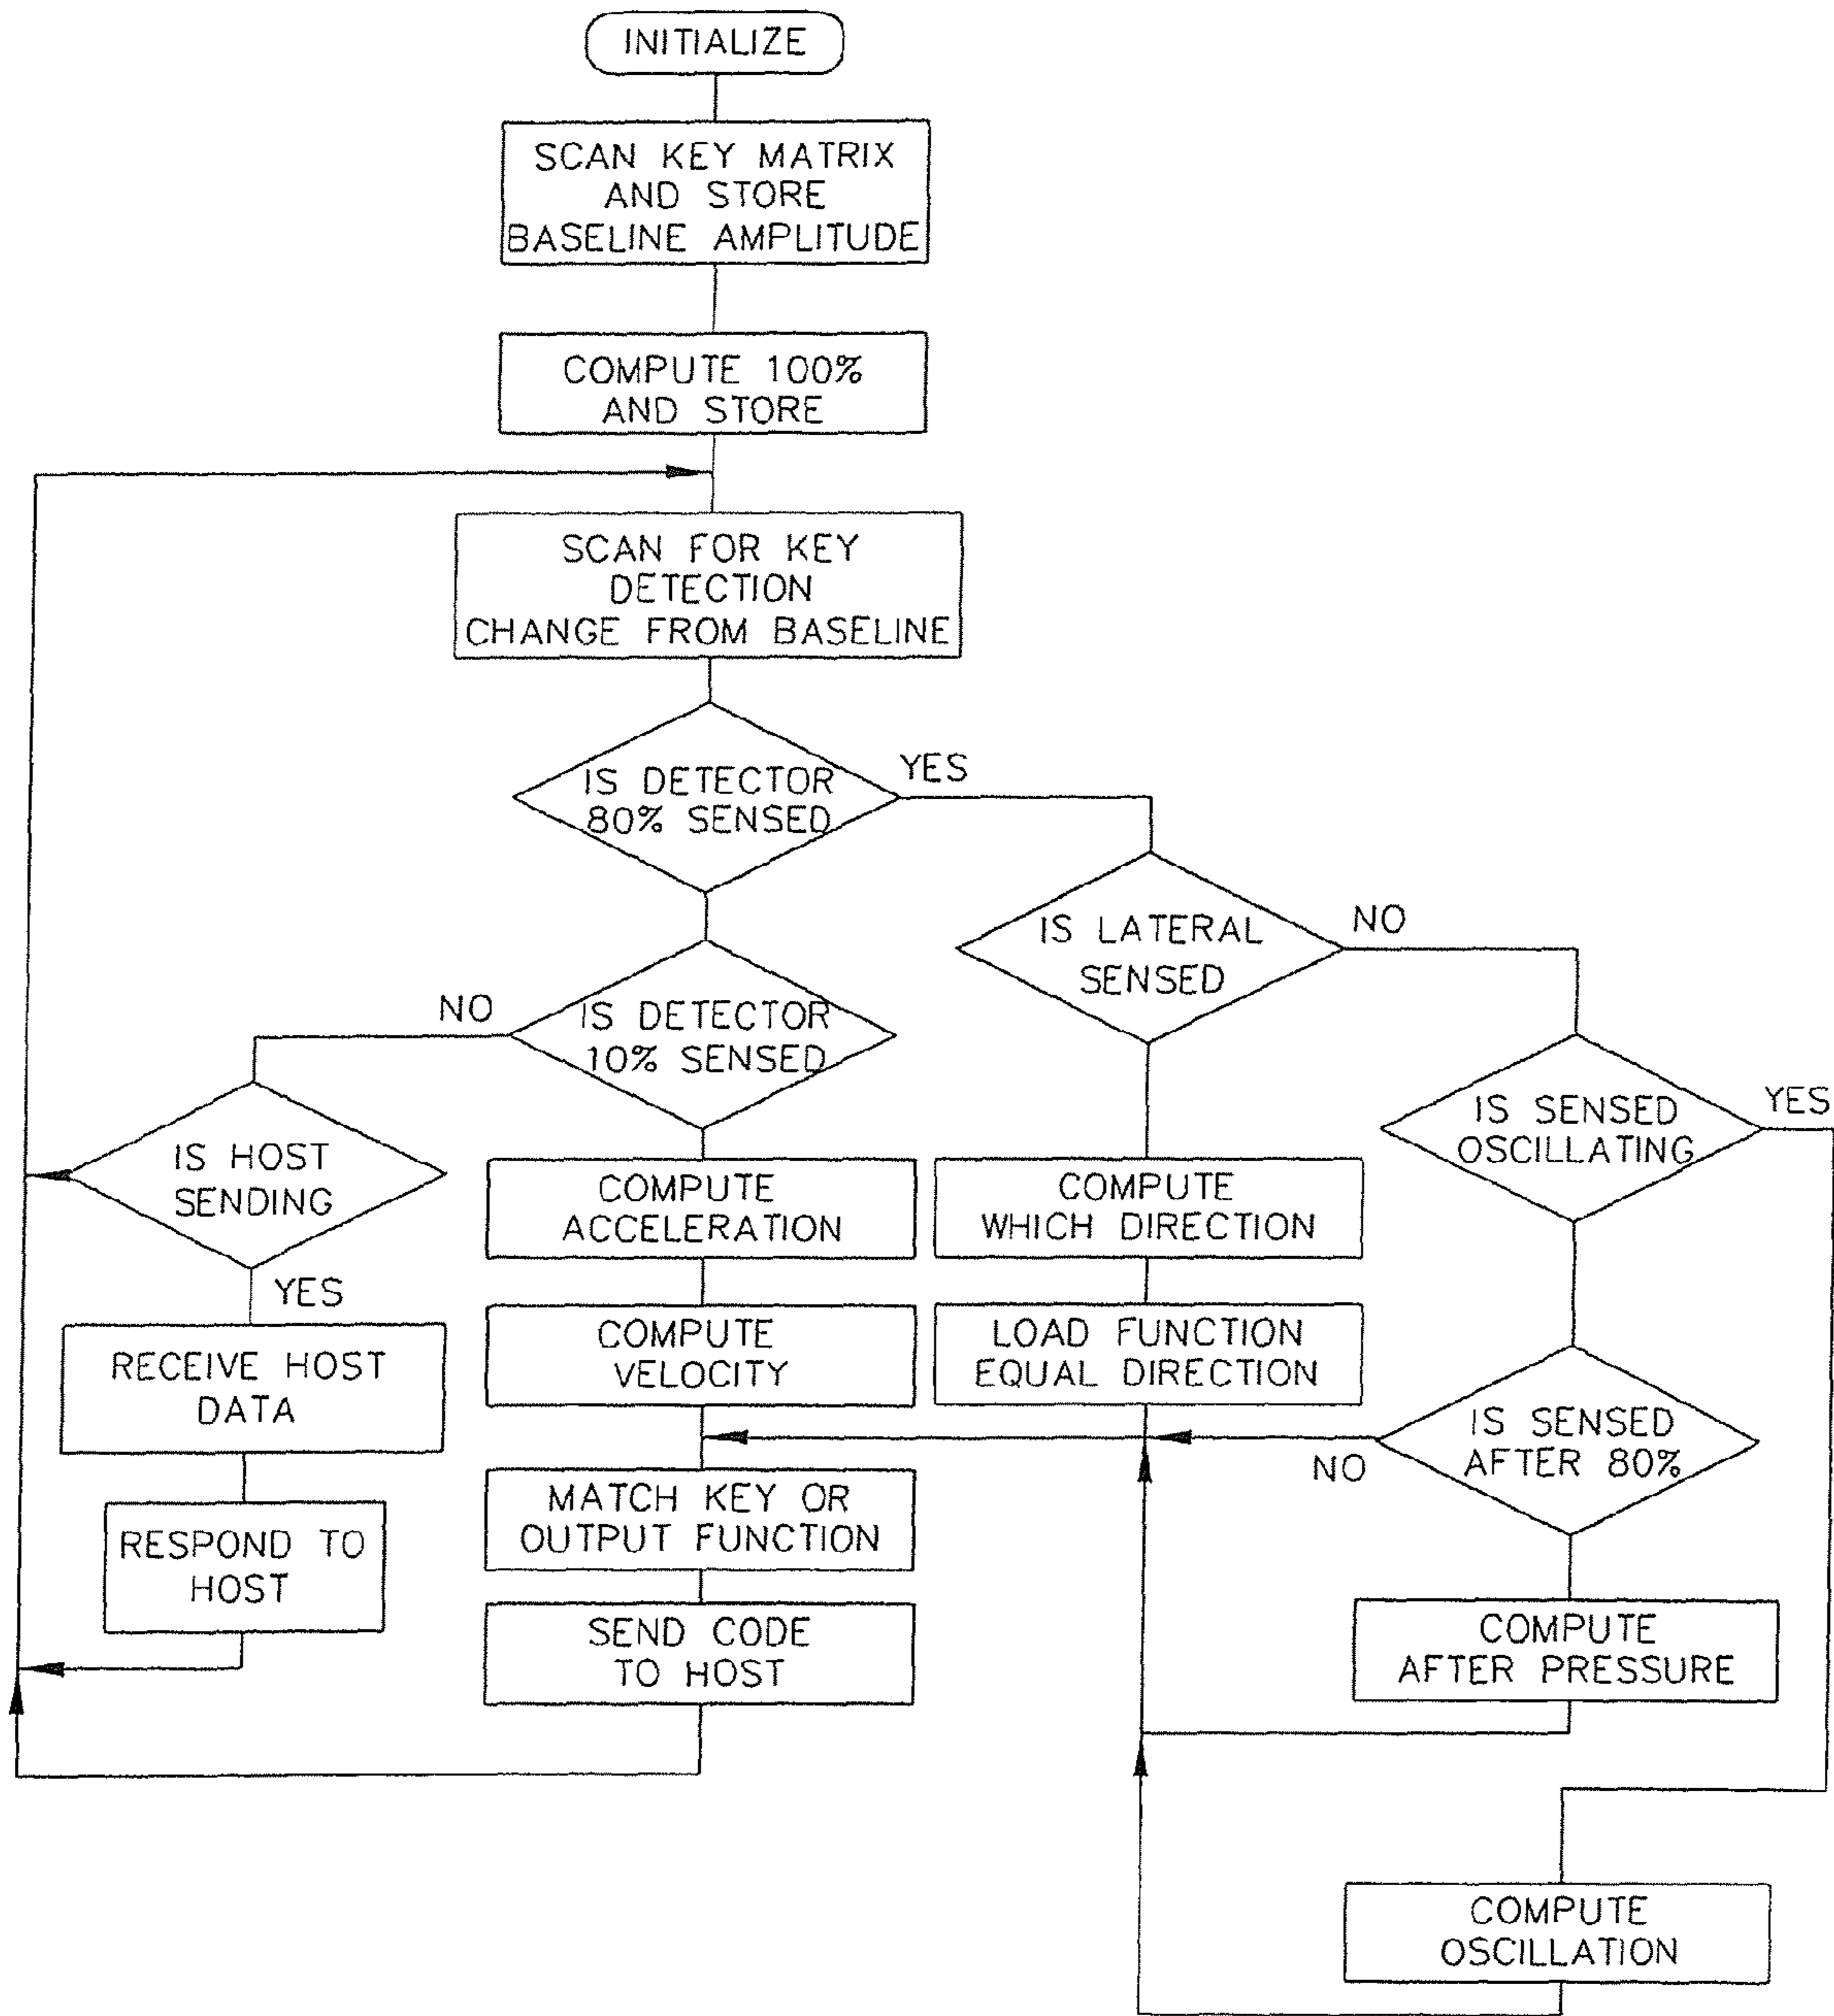 INITIALIZE
SCAN KEY MATRIX
AND STORE
BASELINE AMPLITUDE
COMPUTE 100%
AND STORE
SCAN FOR KEY
DETECTION
CHANGE FROM BASELINE
IS DETECTOR
80% SENSED
YES
IS LATERAL
SENSED
NO
IS DETECTOR
10% SENSED
NO
IS SENSED
OSCILLATING
YES
IS HOST
SENDING
YES
COMPUTE
ACCELERATION
COMPUTE
WHICH DIRECTION
RECEIVE HOST
DATA
COMPUTE
VELOCITY
LOAD FUNCTION
EQUAL DIRECTION
IS SENSED
AFTER 80%
NO
RESPOND TO
HOST
MATCH KEY OR
OUTPUT FUNCTION
SEND CODE
TO HOST
COMPUTE
AFTER PRESSURE
COMPUTE
OSCILLATION